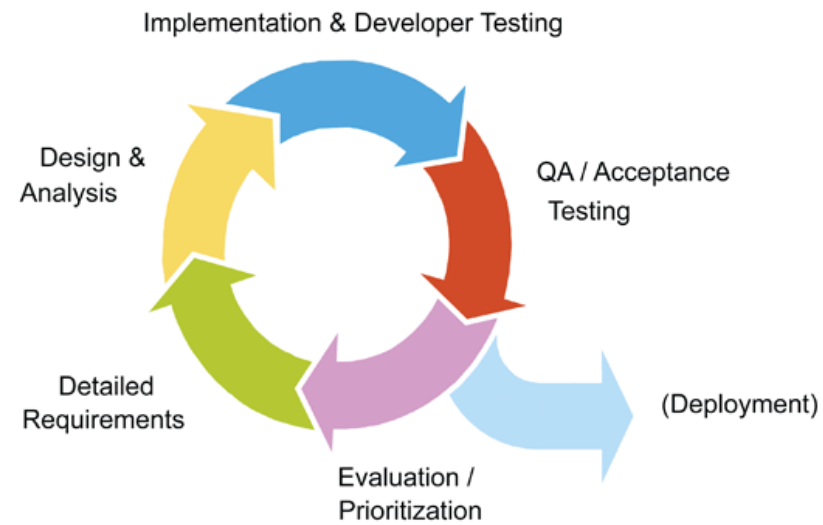 Implementation & Developer Testing
Design &
Analysis
QA / Acceptance
Testing
Detailed
Requirements
(Deployment)
Evaluation /
Prioritization